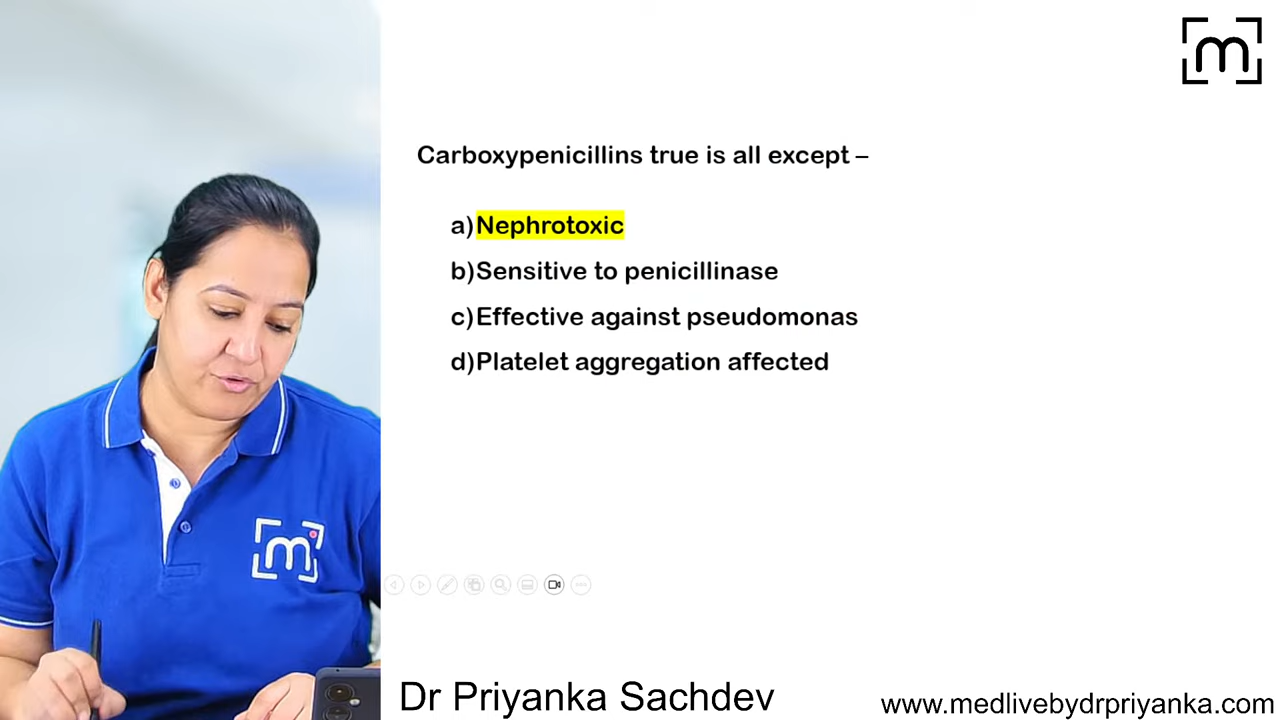 m
Carboxypenicillins true is all except –
a)Nephrotoxic
b)Sensitive to penicillinase
c)Effective against pseudomonas
d)Platelet aggregation affected
m
Dr Priyanka Sachdev
www.medlivebydrpriyanka.com